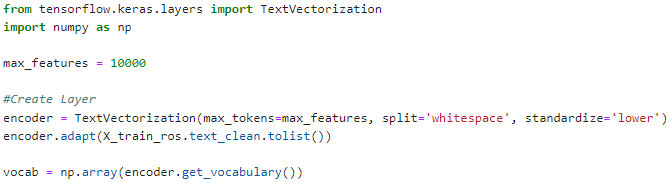 from tensorflow.keras.layers import TextVectorization
import numpy as np
max_features = 10000
#Create Layer
encoder = TextVectorization(max_tokens=max_features, split='whitespace', standardize='lower')
encoder.adapt(X_train_ros.text_clean.tolist())
vocab = np.array(encoder.get_vocabulary())